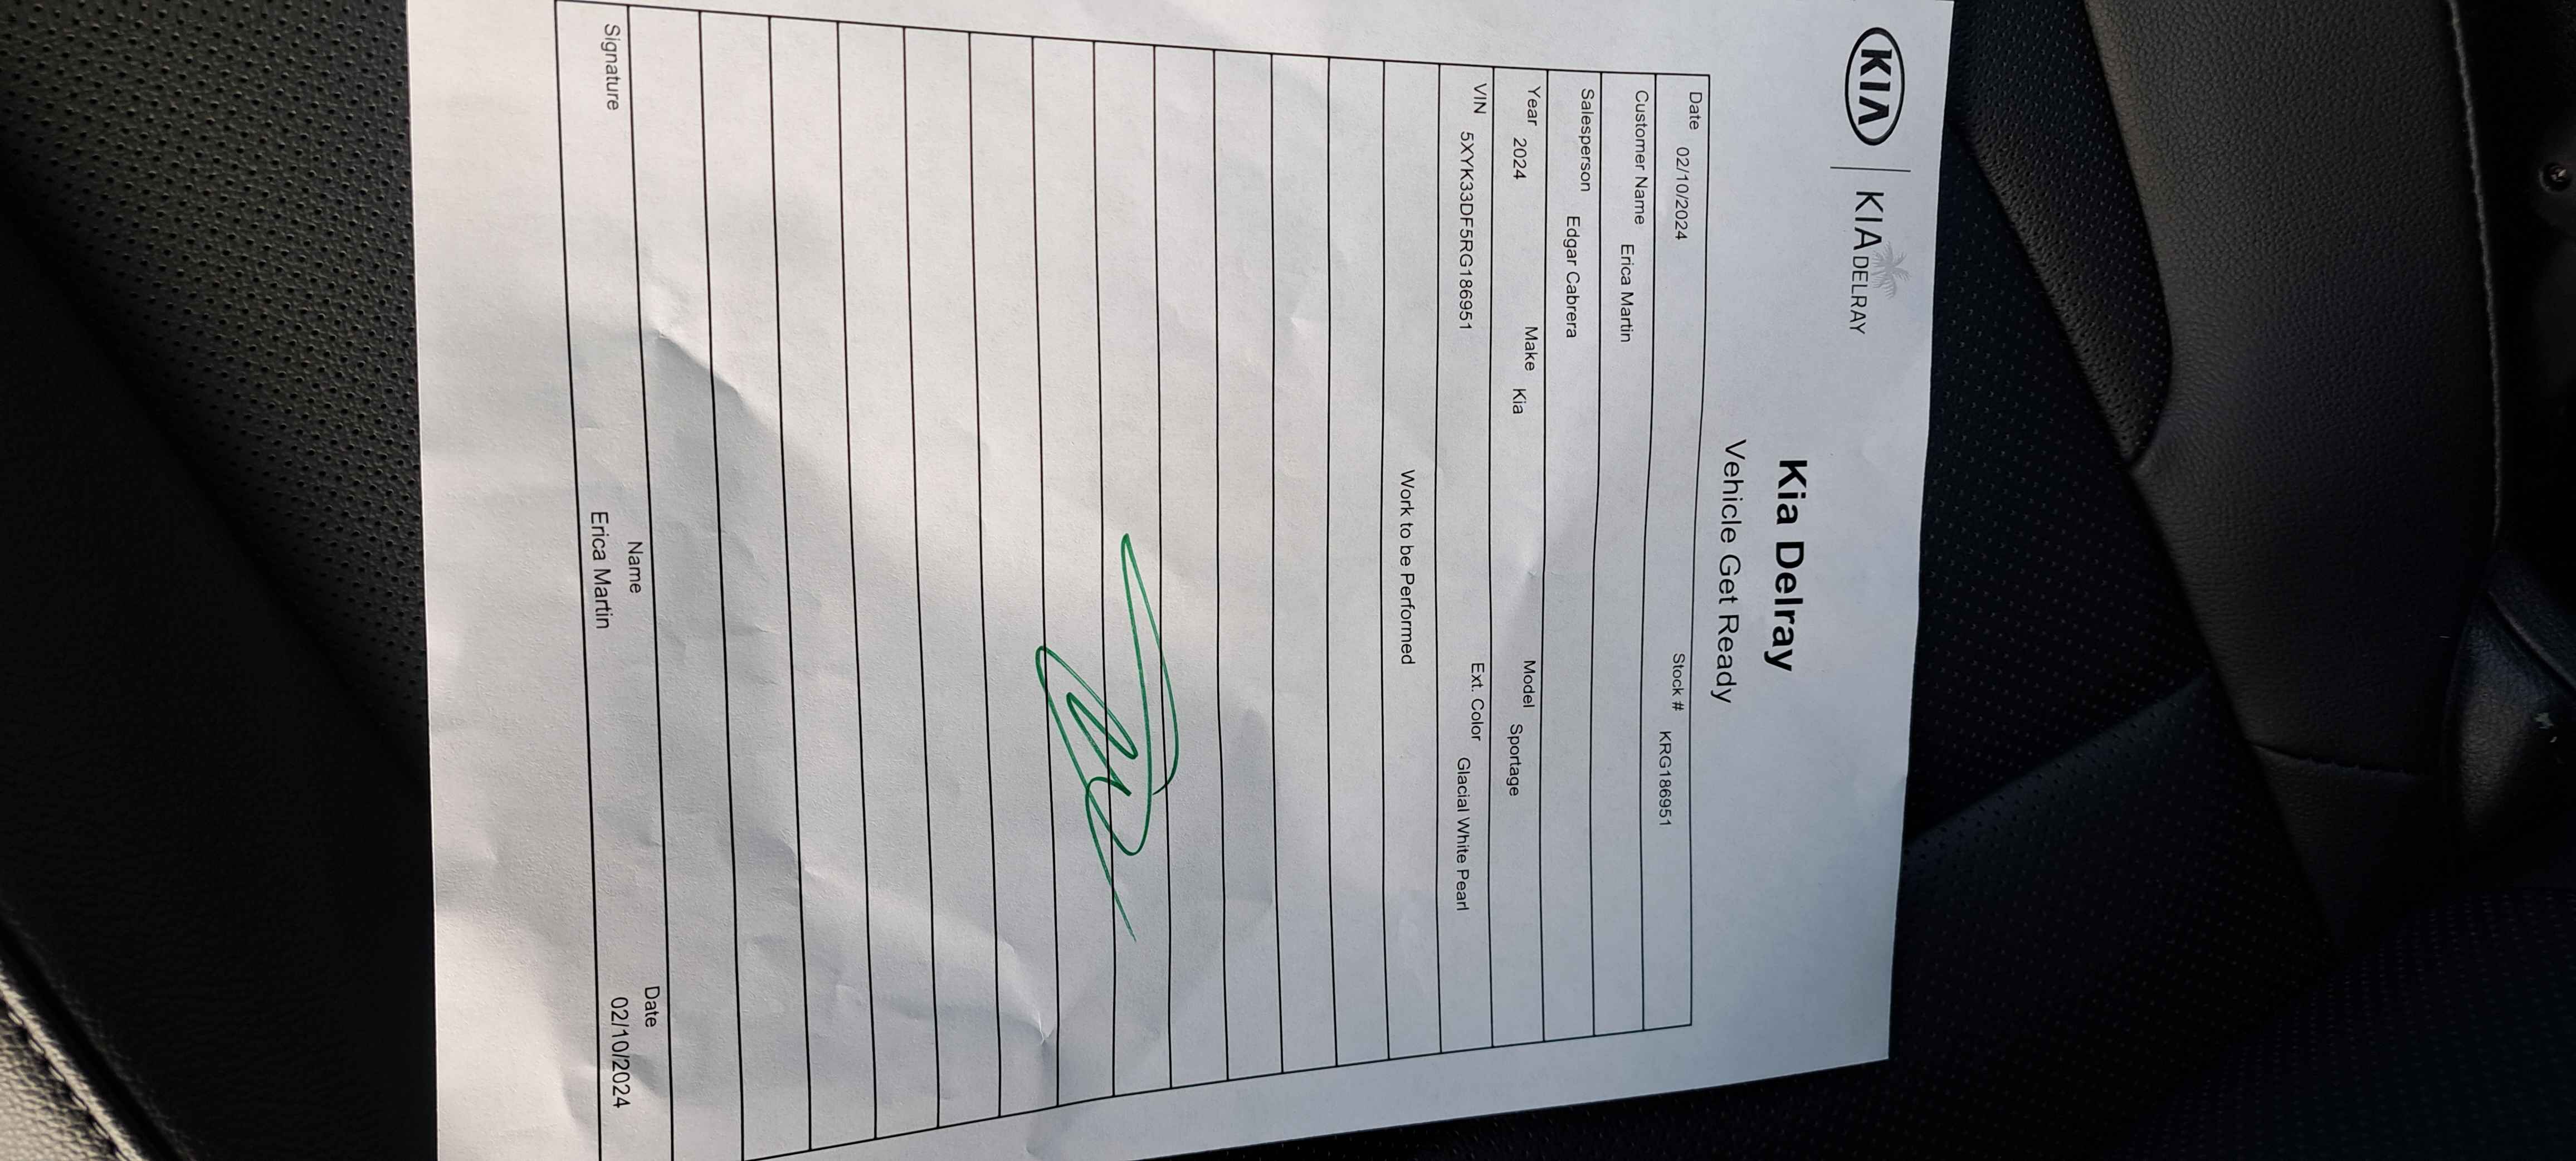 KIA | KIA DELRAY
Kia Delray
Vehicle Get Ready
Date 02/10/2024 Stock # KRG186951
Customer Name Erica Martin
Salesperson Edgar Cabrera
Year 2024 Make Kia Model Sportage
VIN 5XYK33DF5RG186951 Ext. Color Glacial White Pearl
Work to be Performed
Signature Name Date
Erica Martin 02/10/2024